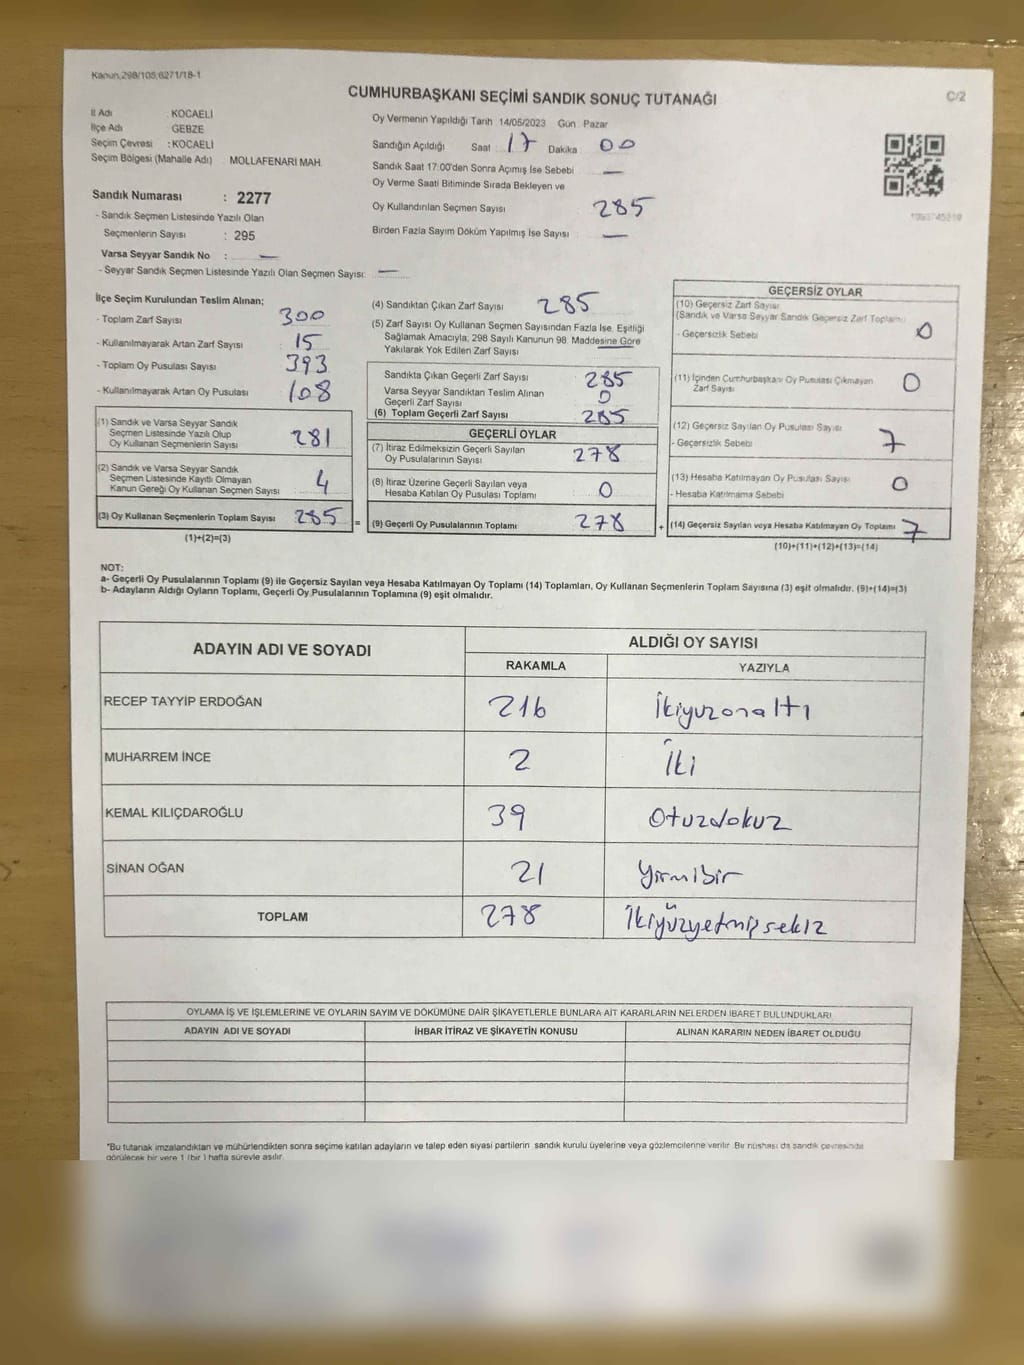 Kanun,298/105,6271/18-1
C/2
CUMHURBAŞKANI SEÇİMİ SANDIK SONUÇ TUTANAĞI
İl Adı : KOCAELİ
İlçe Adı : GEBZE
Seçim Çevresi : KOCAELİ
Seçim Bölgesi (Mahalle Adı) : MOLLAFENARİ MAH.
Sandık Numarası : 2277
- Sandık Seçmen Listesinde Yazılı Olan
Seçmenlerin Sayısı : 295
Varsa Seyyar Sandık No : —
- Seyyar Sandık Seçmen Listesinde Yazılı Olan Seçmen Sayısı: —
Oy Vermenin Yapıldığı Tarih :14/05/2023 Gün : Pazar
Sandığın Açıldığı Saat : 17 Dakika : 00
Sandık Saat 17:00'den Sonra Açımış İse Sebebi : —
Oy Verme Saati Bitiminde Sırada Bekleyen ve
Oy Kullandırılan Seçmen Sayısı : 285
Birden Fazla Sayım Döküm Yapılmış İse Sayısı : —
İlçe Seçim Kurulundan Teslim Alınan;
- Toplam Zarf Sayısı : 300
- Kullanılmayarak Artan Zarf Sayısı : 15
- Toplam Oy Pusulası Sayısı : 393
- Kullanılmayarak Artan Oy Pusulası : 108
(1) Sandık ve Varsa Seyyar Sandık
Seçmen Listesinde Yazılı Olup
Oy Kullanan Seçmenlerin Sayısı : 281
(2) Sandık ve Varsa Seyyar Sandık
Seçmen Listesinde Kayıtlı Olmayan
Kanun Gereği Oy Kullanan Seçmen Sayısı : 4
(3) Oy Kullanan Seçmenlerin Toplam Sayısı : 285
(1)+(2)=(3)
=
(4) Sandıktan Çıkan Zarf Sayısı : 285
(5) Zarf Sayısı Oy Kullanan Seçmen Sayısından Fazla İse, Eşitliği
Sağlamak Amacıyla, 298 Sayılı Kanunun 98. Maddesine Göre
Yakılarak Yok Edilen Zarf Sayısı : —
Sandıkta Çıkan Geçerli Zarf Sayısı : 285
Varsa Seyyar Sandıktan Teslim Alınan
Geçerli Zarf Sayısı : 0
(6) Toplam Geçerli Zarf Sayısı : 285
GEÇERLİ OYLAR
(7) İtiraz Edilmeksizin Geçerli Sayılan
Oy Pusulalarının Sayısı : 278
(8) İtiraz Üzerine Geçerli Sayılan veya
Hesaba Katılan Oy Pusulası Toplamı : 0
(9) Geçerli Oy Pusulalarının Toplamı : 278
+
GEÇERSİZ OYLAR
(10) Geçersiz Zarf Sayısı
(Sandık ve Varsa Seyyar Sandık Geçersiz Zarf Toplamı) : 0
- Geçersizlik Sebebi
(11) İçinden Cumhurbaşkanı Oy Pusulası Çıkmayan
Zarf Sayısı : 0
(12) Geçersiz Sayılan Oy Pusulası Sayısı : 7
- Geçersizlik Sebebi
(13) Hesaba Katılmayan Oy Pusulası Sayısı : 0
- Hesaba Katılmama Sebebi
(14) Geçersiz Sayılan veya Hesaba Katılmayan Oy Toplamı : 7
(10)+(11)+(12)+(13)=(14)
NOT:
a- Geçerli Oy Pusulalarının Toplamı (9) ile Geçersiz Sayılan veya Hesaba Katılmayan Oy Toplamı (14) Toplamları, Oy Kullanan Seçmenlerin Toplam Sayısına (3) eşit olmalıdır. (9)+(14)=(3)
b- Adayların Aldığı Oyların Toplamı, Geçerli Oy Pusulalarının Toplamına (9) eşit olmalıdır.
ADAYIN ADI VE SOYADI
ALDIĞI OY SAYISI
RAKAMLA YAZIYLA
RECEP TAYYİP ERDOĞAN 216 ikiyuzonaltı
MUHARREM İNCE 2 İki
KEMAL KILIÇDAROĞLU 39 Otuzdokuz
SİNAN OĞAN 21 Yirmibir
TOPLAM 278 ikiyüzyetmişsekiz
OYLAMA İŞ VE İŞLEMLERİNE VE OYLARIN SAYIM VE DÖKÜMÜNE DAİR ŞİKAYETLERLE BUNLARA AİT KARARLARIN NELERDEN İBARET BULUNDUKLARI
ADAYIN ADI VE SOYADI İHBAR İTİRAZ VE ŞİKAYETİN KONUSU ALINAN KARARIN NEDEN İBARET OLDUĞU
*Bu tutanak imzalandıktan ve mühürlendikten sonra seçime katılan adayların ve talep eden siyasi partilerin sandık kurulu üyelerine veya gözlemcilerine verilir. Bir nüshası da sandık çevresinde
görülecek bir yere 1 (bir ) hafta süreyle asılır.